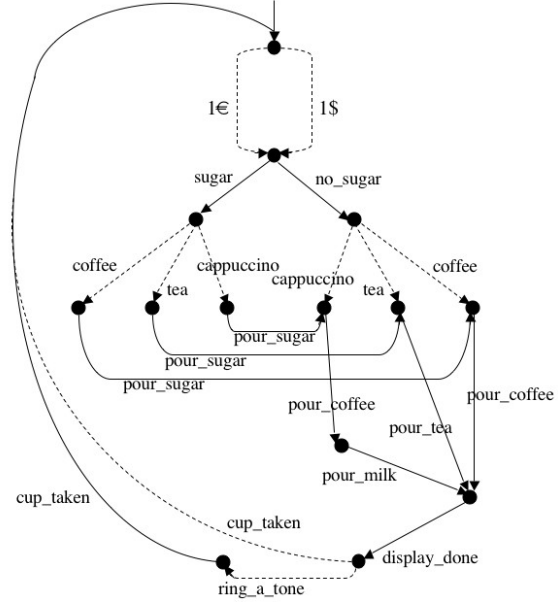 1€
1$
sugar
no_sugar
coffee
tea
cappuccino
cappuccino
tea
coffee
pour_sugar
pour_sugar
pour_sugar
pour_coffee
pour_coffee
pour_tea
pour_milk
cup_taken
cup_taken
display_done
ring_a_tone